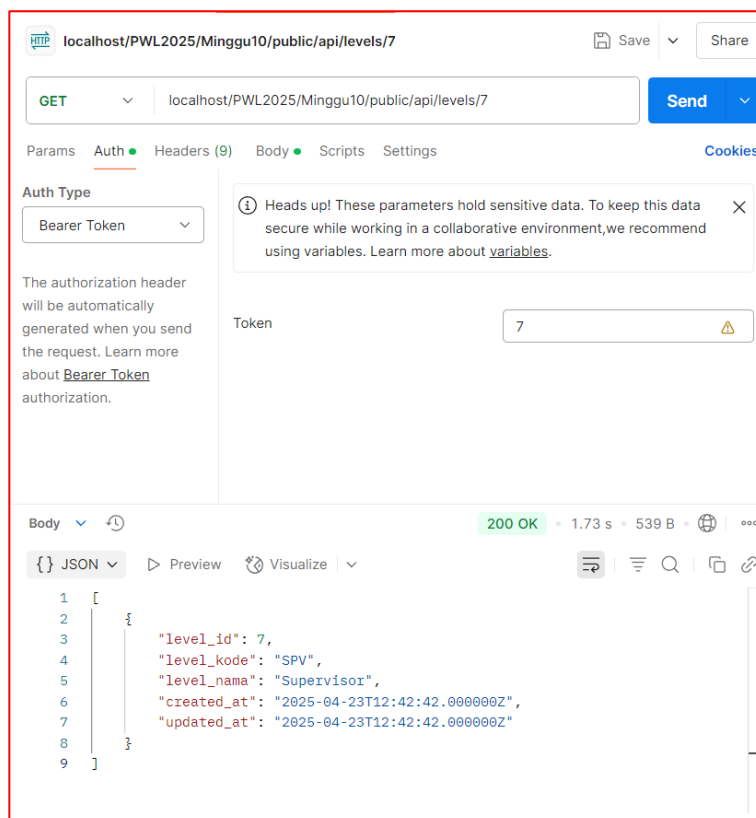 HTTP localhost/PWL2025/Minggu10/public/api/levels/7 Save Share
GET localhost/PWL2025/Minggu10/public/api/levels/7 Send
Params Auth Headers (9) Body Scripts Settings Cookies
Auth Type
Bearer Token
The authorization header
will be automatically
generated when you send
the request. Learn more
about Bearer Token
authorization.
Heads up! These parameters hold sensitive data. To keep this data
secure while working in a collaborative environment,we recommend
using variables. Learn more about variables.
Token 7
Body 200 OK • 1.73 s • 539 B
{} JSON Preview Visualize
1 [
2 {
3 "level_id": 7,
4 "level_kode": "SPV",
5 "level_nama": "Supervisor",
6 "created_at": "2025-04-23T12:42:42.000000Z",
7 "updated_at": "2025-04-23T12:42:42.000000Z"
8 }
9 ]